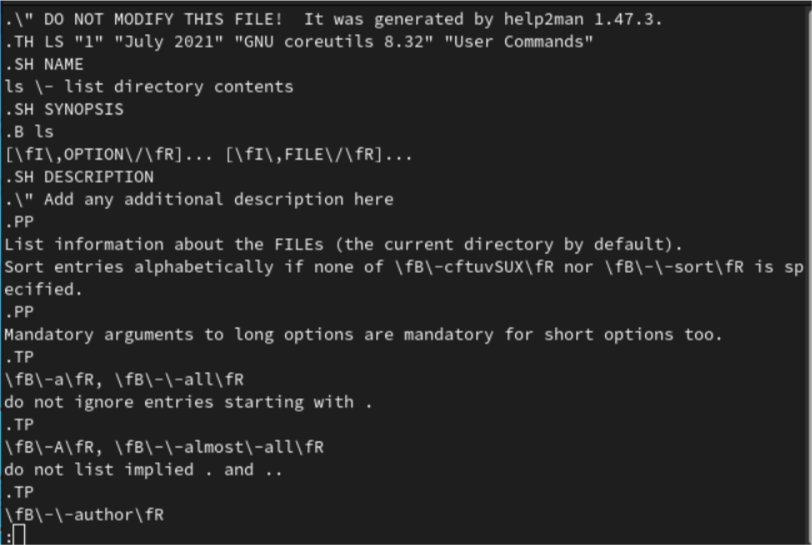 .\" DO NOT MODIFY THIS FILE!  It was generated by help2man 1.47.3.
.TH LS "1" "July 2021" "GNU coreutils 8.32" "User Commands"
.SH NAME
ls \- list directory contents
.SH SYNOPSIS
.B ls
[\fI\,OPTION\/\fR]... [\fI\,FILE\/\fR]...
.SH DESCRIPTION
.\" Add any additional description here
.PP
List information about the FILEs (the current directory by default).
Sort entries alphabetically if none of \fB\-cftuvSUX\fR nor \fB\-\-sort\fR is sp
ecified.
.PP
Mandatory arguments to long options are mandatory for short options too.
.TP
\fB\-a\fR, \fB\-\-all\fR
do not ignore entries starting with .
.TP
\fB\-A\fR, \fB\-\-almost\-all\fR
do not list implied . and ..
.TP
\fB\-\-author\fR
: